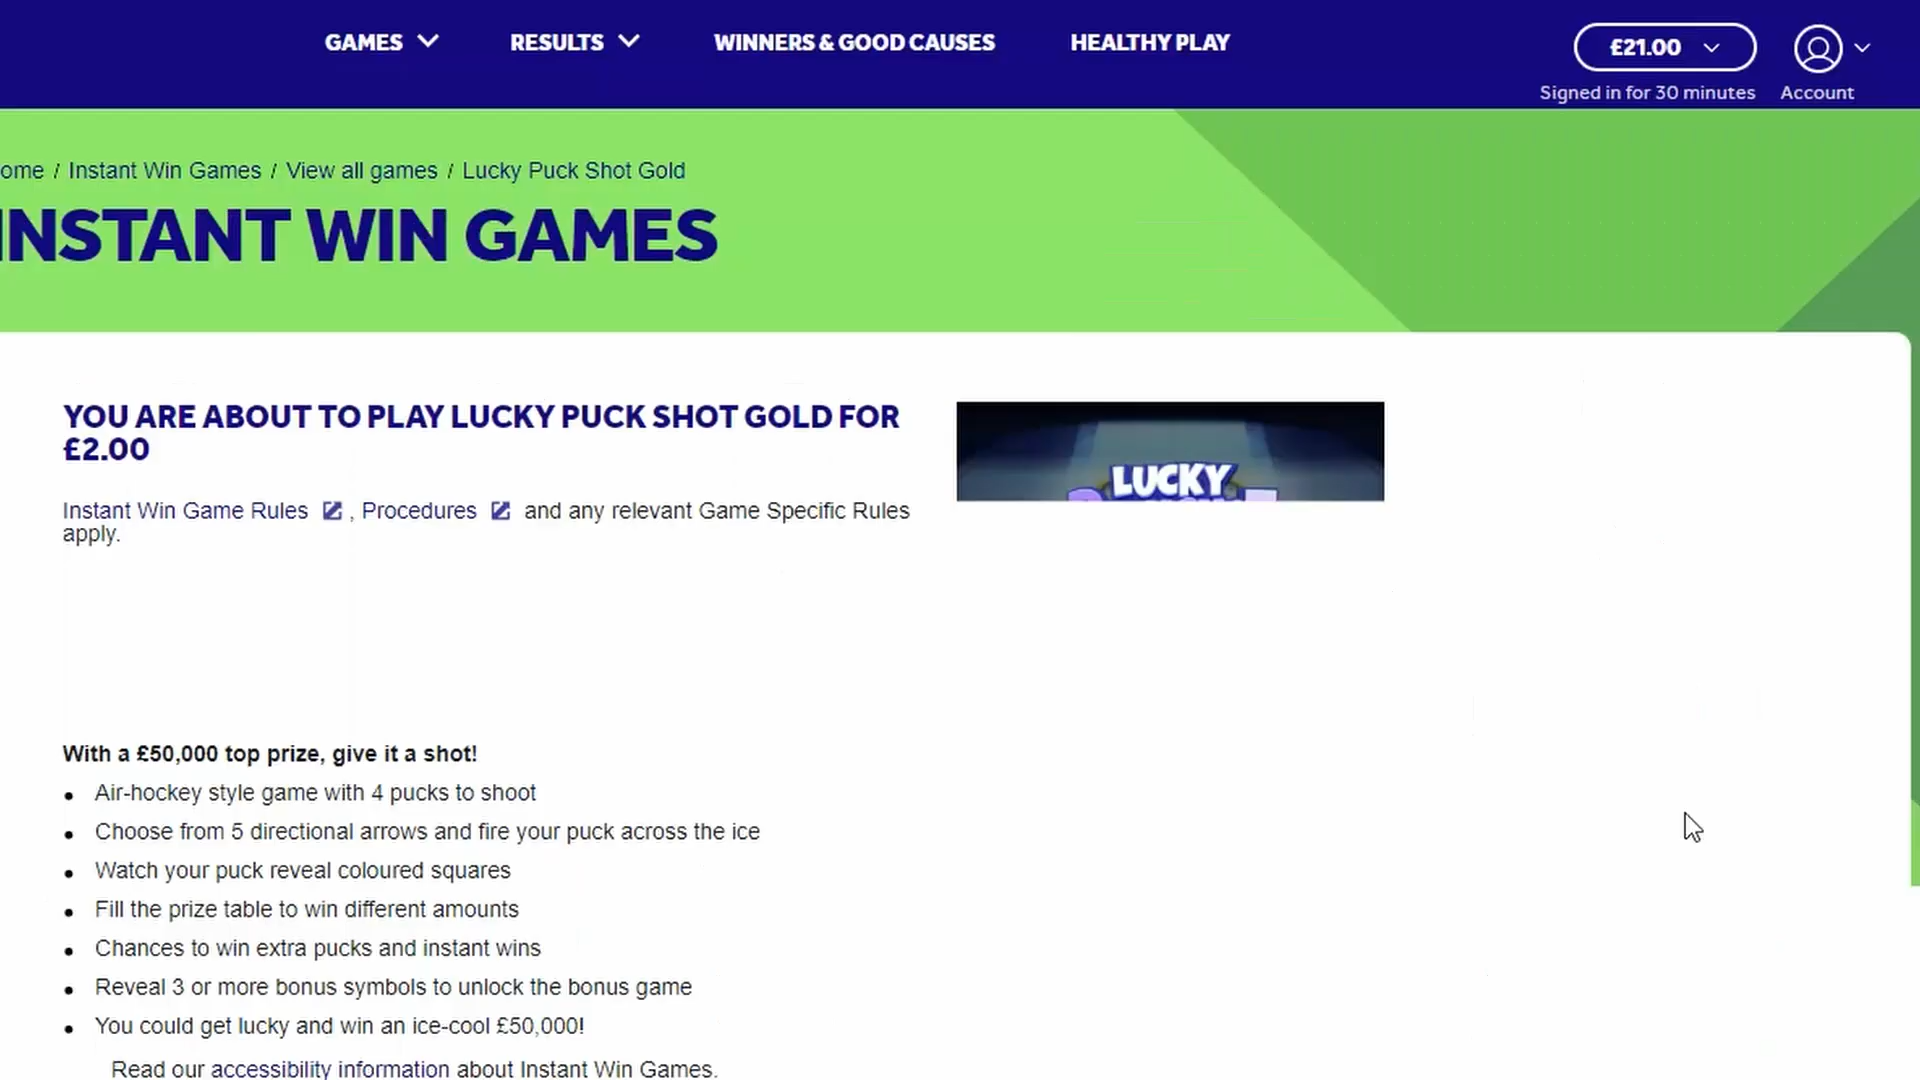 GAMES RESULTS WINNERS & GOOD CAUSES HEALTHY PLAY £21.00
Signed in for 30 minutes Account
ome / Instant Win Games / View all games / Lucky Puck Shot Gold
INSTANT WIN GAMES
YOU ARE ABOUT TO PLAY LUCKY PUCK SHOT GOLD FOR
£2.00
LUCKY
Instant Win Game Rules , Procedures and any relevant Game Specific Rules
apply.
With a £50,000 top prize, give it a shot!
• Air-hockey style game with 4 pucks to shoot
• Choose from 5 directional arrows and fire your puck across the ice
• Watch your puck reveal coloured squares
• Fill the prize table to win different amounts
• Chances to win extra pucks and instant wins
• Reveal 3 or more bonus symbols to unlock the bonus game
• You could get lucky and win an ice-cool £50,000!
Read our accessibility information about Instant Win Games.